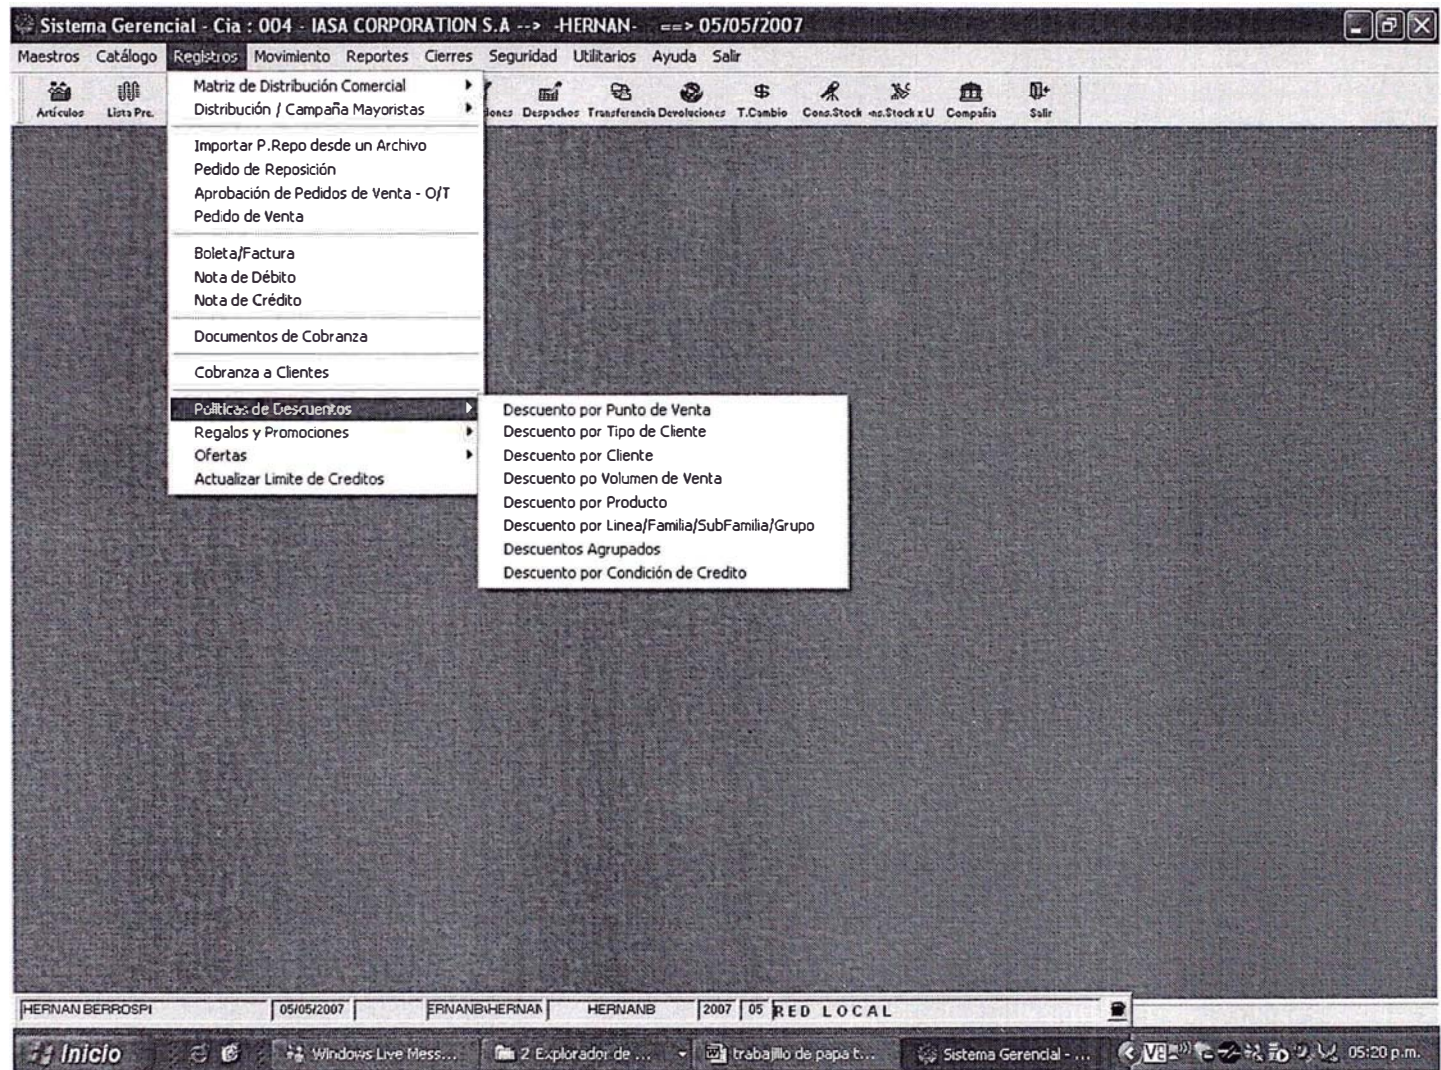 Sistema Gerencial - Cia : 004 - IASA CORPORATION S.A --> -HERNAN- ==> 05/05/2007
Maestros Catálogo Registros Movimiento Reportes Cierres Seguridad Utilitarios Ayuda Salir
Artículos Lista Pre. iones Despachos Transferencia Devoluciones T.Cambio Cons.Stock ns.Stock x U Compañía Salir
Matriz de Distribución Comercial
Distribución / Campaña Mayoristas
Importar P.Repo desde un Archivo
Pedido de Reposición
Aprobación de Pedidos de Venta - O/T
Pedido de Venta
Boleta/Factura
Nota de Débito
Nota de Crédito
Documentos de Cobranza
Cobranza a Clientes
Políticas de Descuentos
Regalos y Promociones
Ofertas
Actualizar Limite de Creditos
Descuento por Punto de Venta
Descuento por Tipo de Cliente
Descuento por Cliente
Descuento po Volumen de Venta
Descuento por Producto
Descuento por Linea/Familia/SubFamilia/Grupo
Descuentos Agrupados
Descuento por Condición de Credito
HERNAN BERROSPI 05/05/2007 HERNANB 2007 05 RED LOCAL
Inicio Windows Live Mess... 2 Explorador de ... trabajillo de papa t... Sistema Gerencial - ... 05:20 p.m.